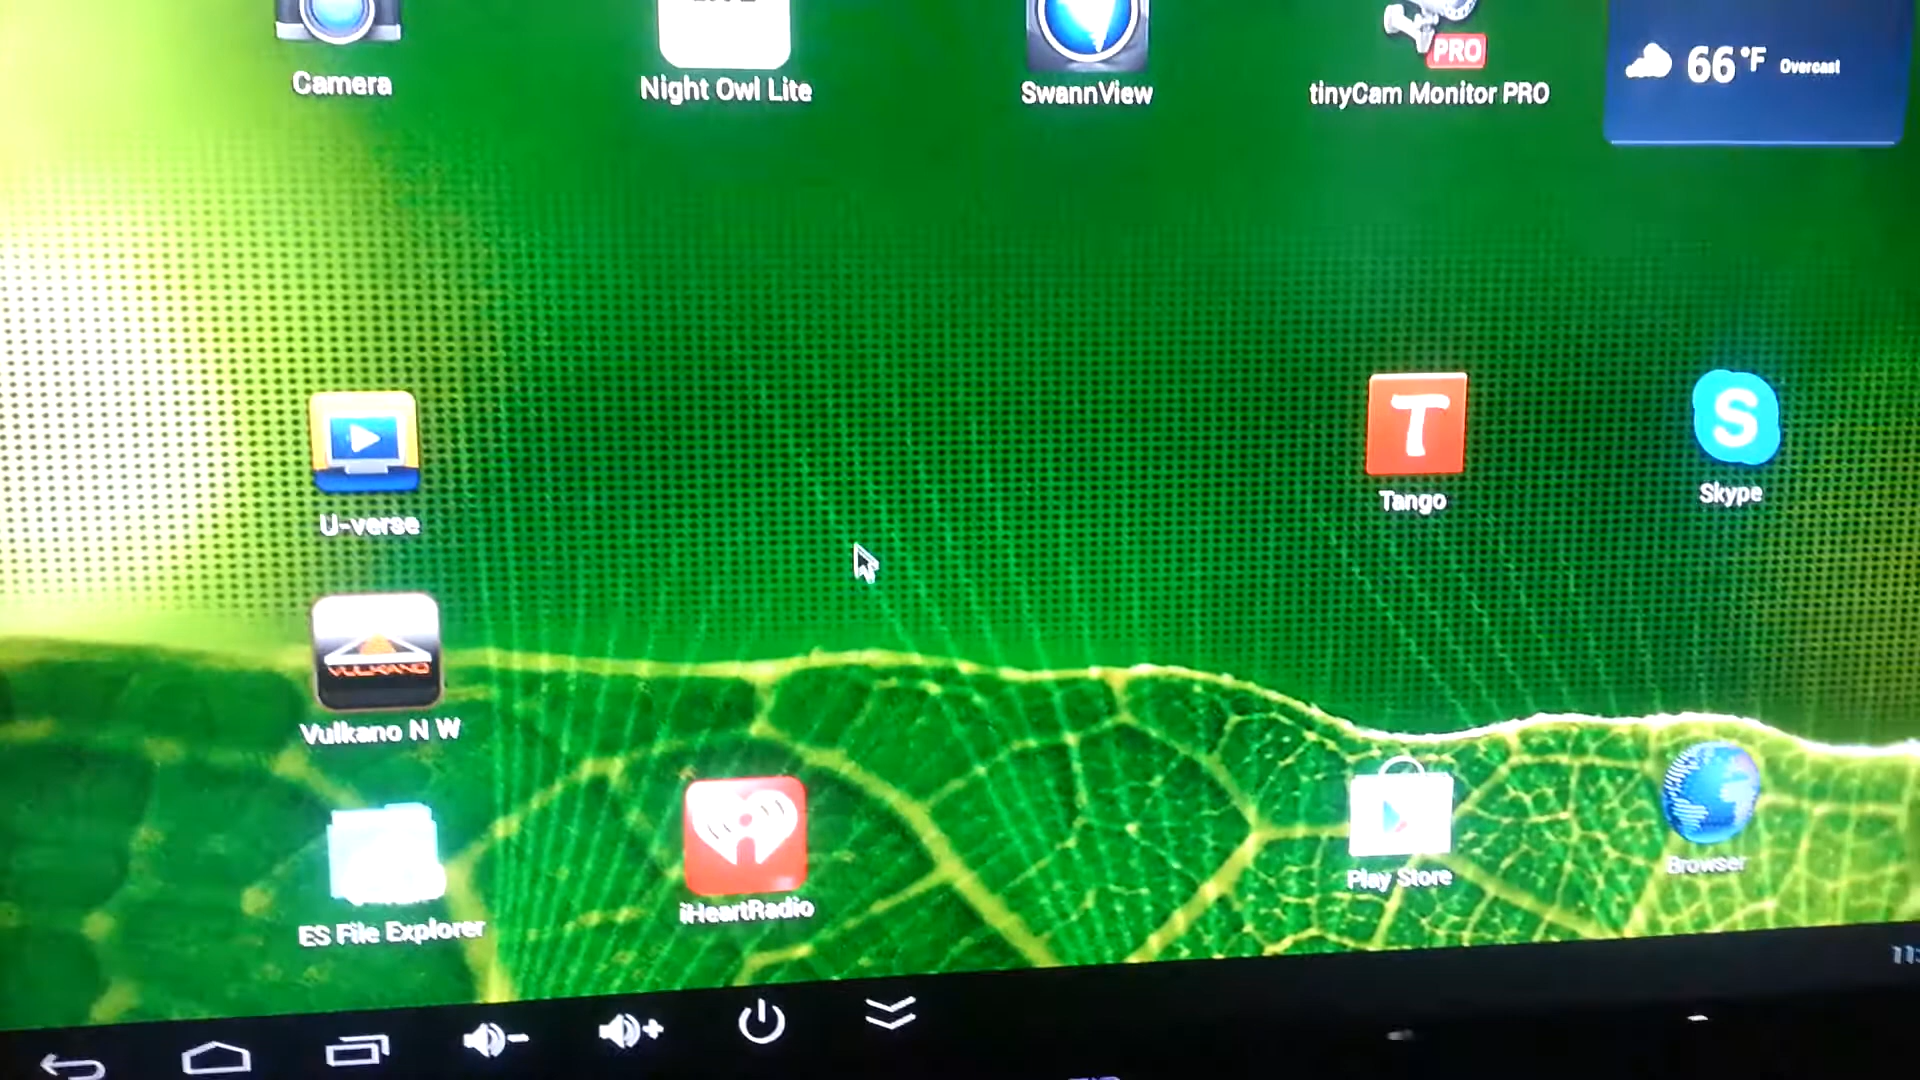 Camera
Night Owl Lite
SwannView
PRO
tinyCam Monitor PRO
66°F Overcast
U-verse
T
Tango
S
Skype
VULKANO
Vulkano N W
ES File Explorer
iHeartRadio
Play Store
Browser